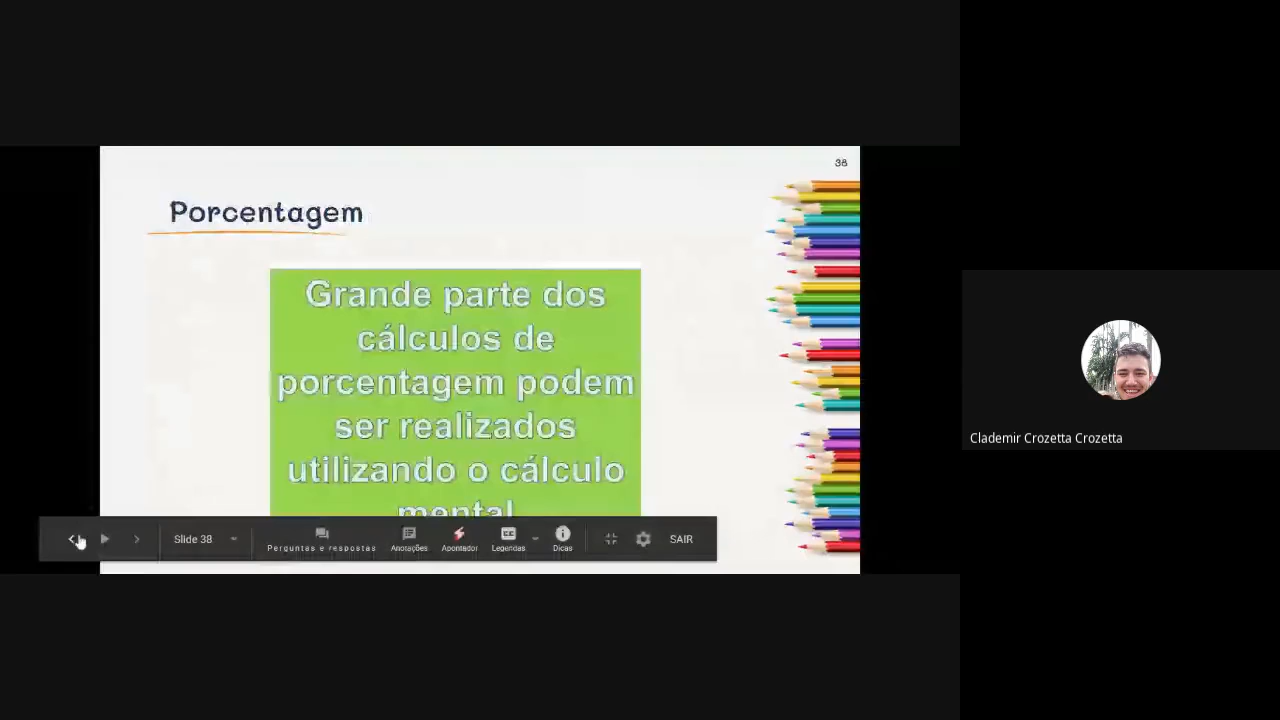 38
Porcentagem
Grande parte dos
cálculos de
porcentagem podem
ser realizados
utilizando o cálculo
mental
Slide 38
Perguntas e respostas
Anotações
Apontador
Legendas
Dicas
SAIR
Clademir Crozetta Crozetta